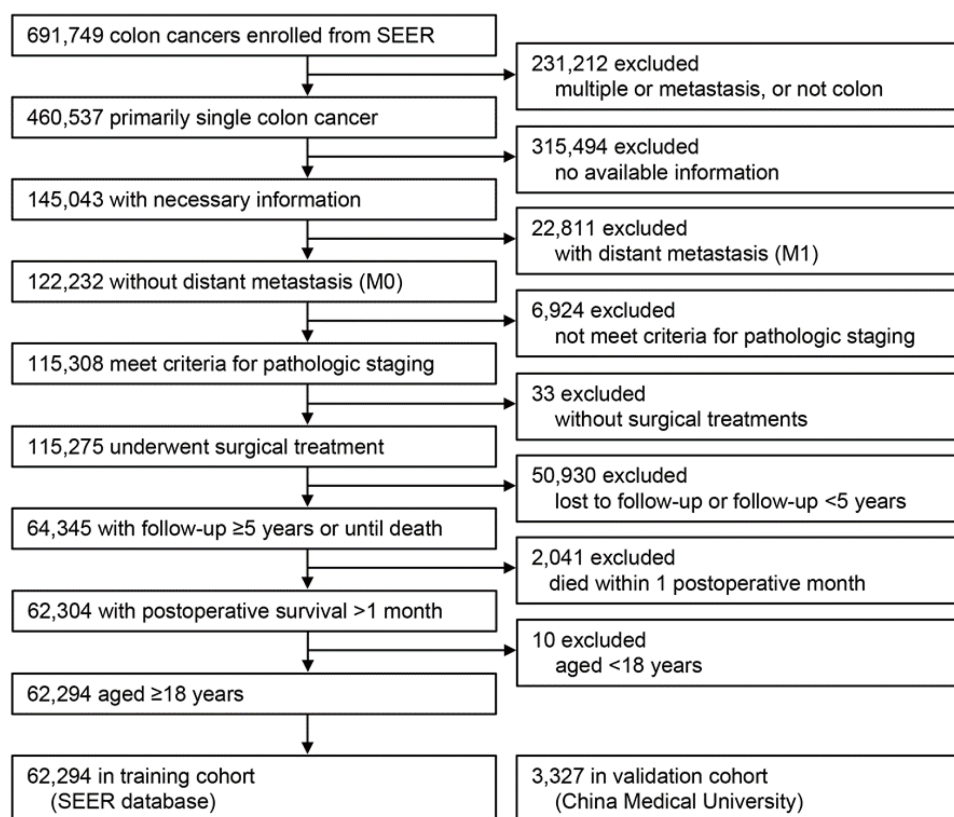 691,749 colon cancers enrolled from SEER
231,212 excluded
multiple or metastasis, or not colon
460,537 primarily single colon cancer
315,494 excluded
no available information
145,043 with necessary information
22,811 excluded
with distant metastasis (M1)
122,232 without distant metastasis (M0)
6,924 excluded
not meet criteria for pathologic staging
115,308 meet criteria for pathologic staging
33 excluded
without surgical treatments
115,275 underwent surgical treatment
50,930 excluded
lost to follow-up or follow-up <5 years
64,345 with follow-up ≥5 years or until death
2,041 excluded
died within 1 postoperative month
62,304 with postoperative survival >1 month
10 excluded
aged <18 years
62,294 aged ≥18 years
62,294 in training cohort
(SEER database)
3,327 in validation cohort
(China Medical University)